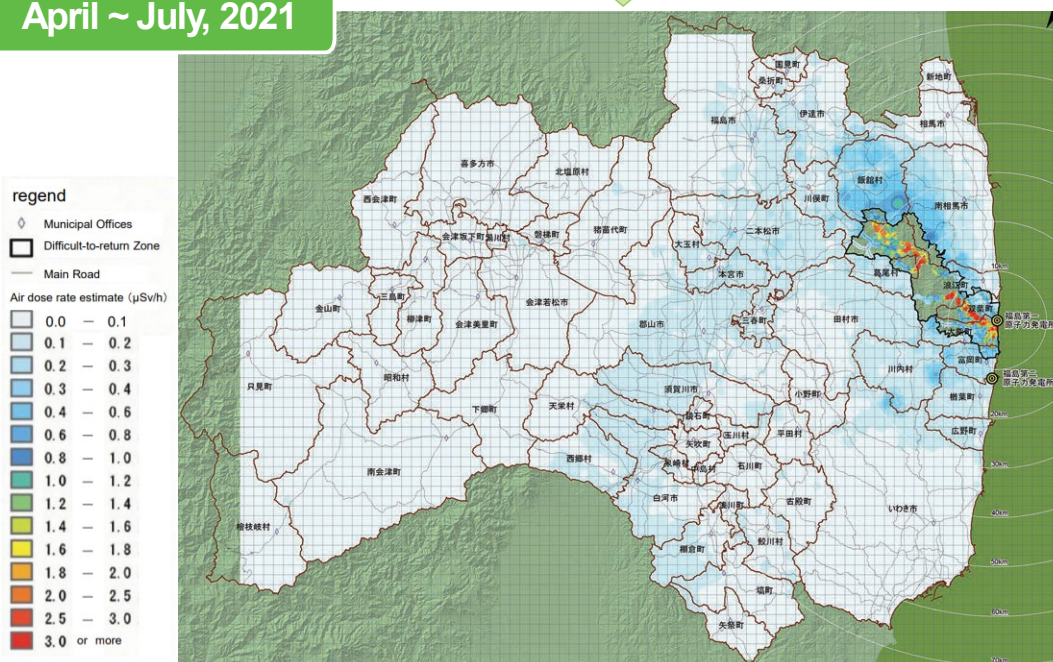 April ~ July, 2021
regend
Municipal Offices
Difficult-to-return Zone
Main Road
Air dose rate estimate (μSv/h)
0.0 — 0.1
0.1 — 0.2
0.2 — 0.3
0.3 — 0.4
0.4 — 0.6
0.6 — 0.8
0.8 — 1.0
1.0 — 1.2
1.2 — 1.4
1.4 — 1.6
1.6 — 1.8
1.8 — 2.0
2.0 — 2.5
2.5 — 3.0
3.0 or more
国見町
桑折町
新地町
福島市
伊達市
相馬市
喜多方市
北塩原村
飯舘村
西会津町
川俣町
南相馬市
会津坂下町
湯川村
磐梯町
猪苗代町
二本松市
大玉村
本宮市
葛尾村
10km
浪江町
双葉町
金山町
三島町
柳津町
会津美里町
会津若松市
郡山市
三春町
田村市
福島第一
原子力発電所
大熊町
富岡町
川内村
福島第二
原子力発電所
只見町
昭和村
下郷町
天栄村
須賀川市
小野町
楢葉町
20km
鏡石町
広野町
矢吹町
玉川村
平田村
西郷村
泉崎村
中島村
石川町
30km
南会津町
白河市
浅川町
古殿町
いわき市
40km
檜枝岐村
棚倉町
鮫川村
50km
塙町
60km
矢祭町
70km